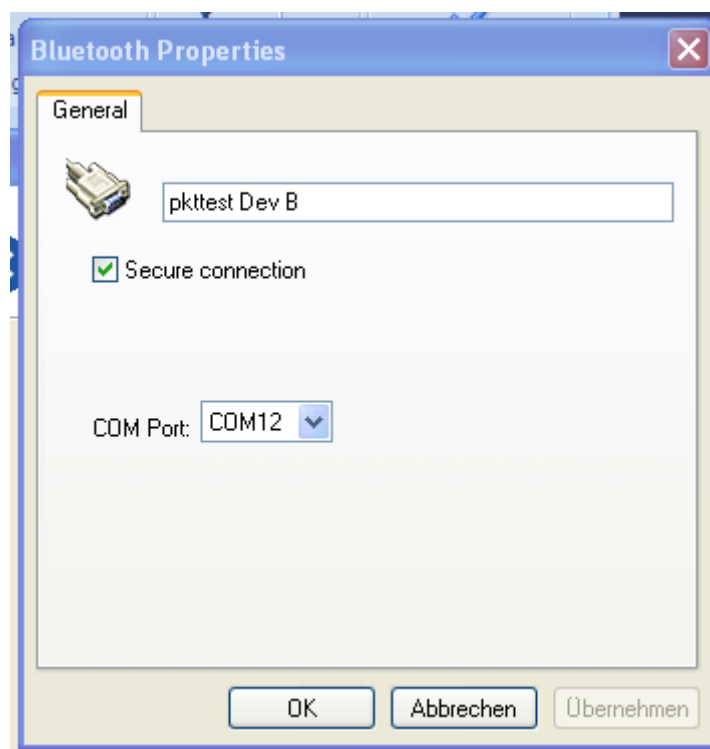 Bluetooth Properties
General
pkttest Dev B
Secure connection
COM Port: COM12
OK Abbrechen Übernehmen